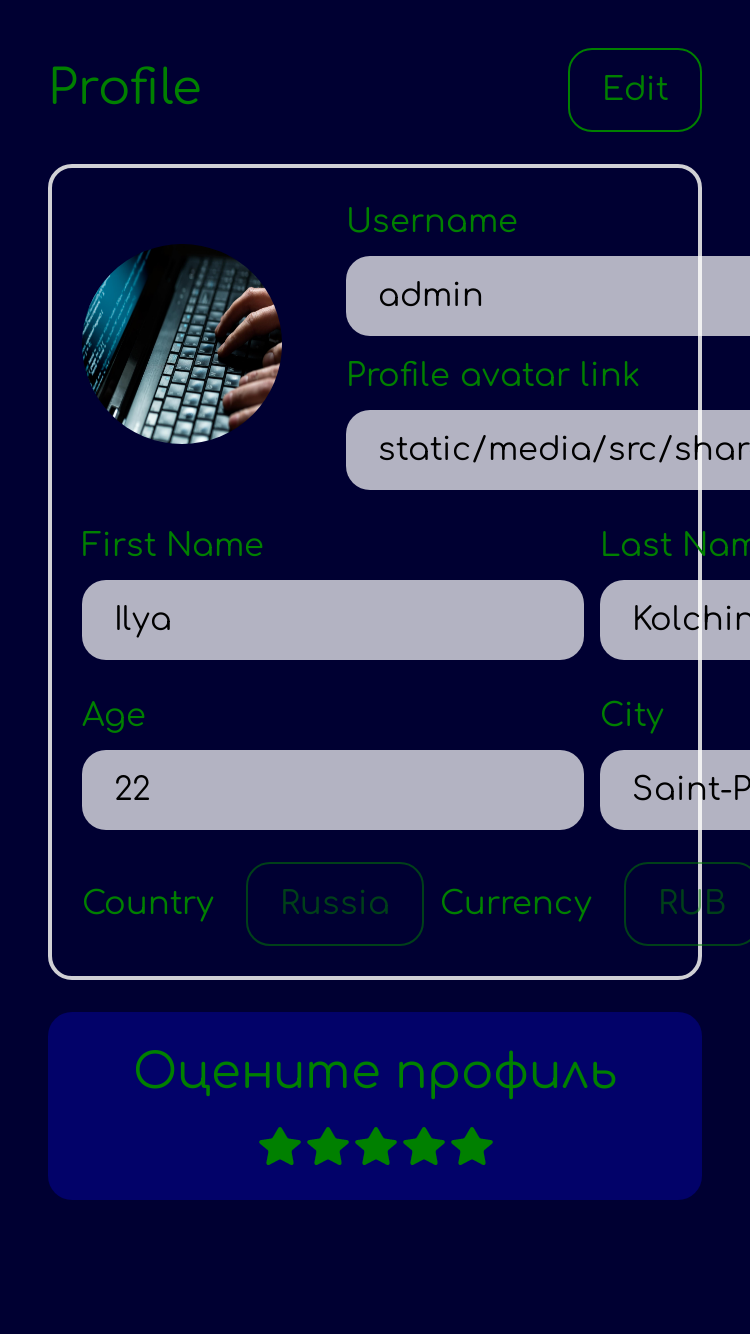 Profile
Edit
Username
admin
Profile avatar link
static/media/src/shar
First Name
Last Nam
Ilya
Kolchin
Age
City
22
Saint-P
Country
Russia
Currency
RUB
Оцените профиль